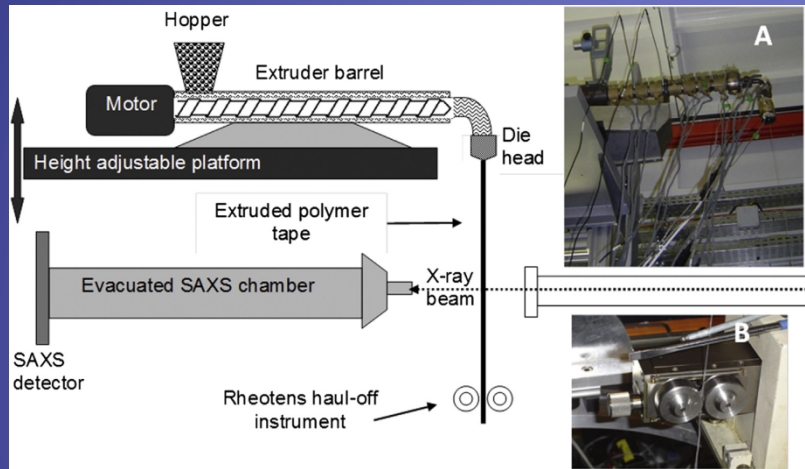 Hopper
A
Extruder barrel
Motor
Die
head
Height adjustable platform
Extruded polymer
tape
X-ray
beam
Evacuated SAXS chamber
SAXS
detector
B
Rheotens haul-off
instrument